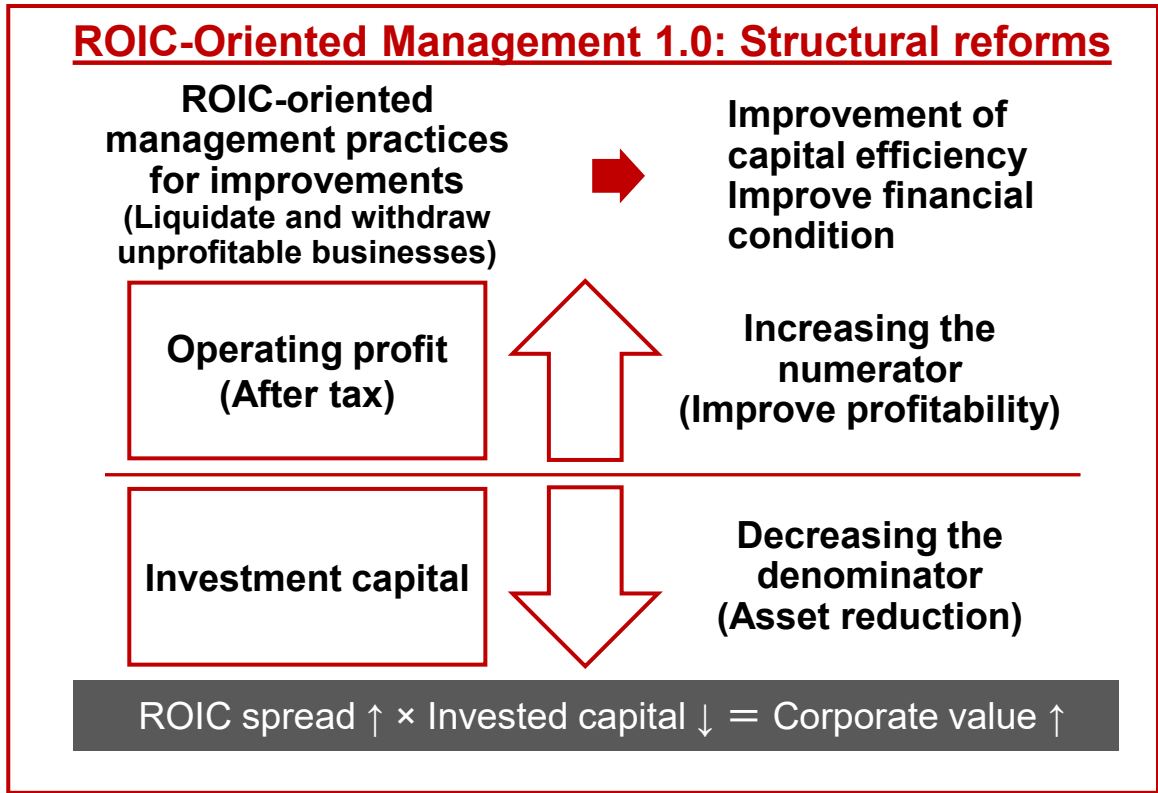 ROIC-Oriented Management 1.0: Structural reforms
ROIC-oriented
management practices
for improvements
(Liquidate and withdraw
unprofitable businesses)
Improvement of
capital efficiency
Improve financial
condition
Operating profit
(After tax)
Increasing the
numerator
(Improve profitability)
Investment capital
Decreasing the
denominator
(Asset reduction)
ROIC spread ↑ × Invested capital ↓ ＝ Corporate value ↑